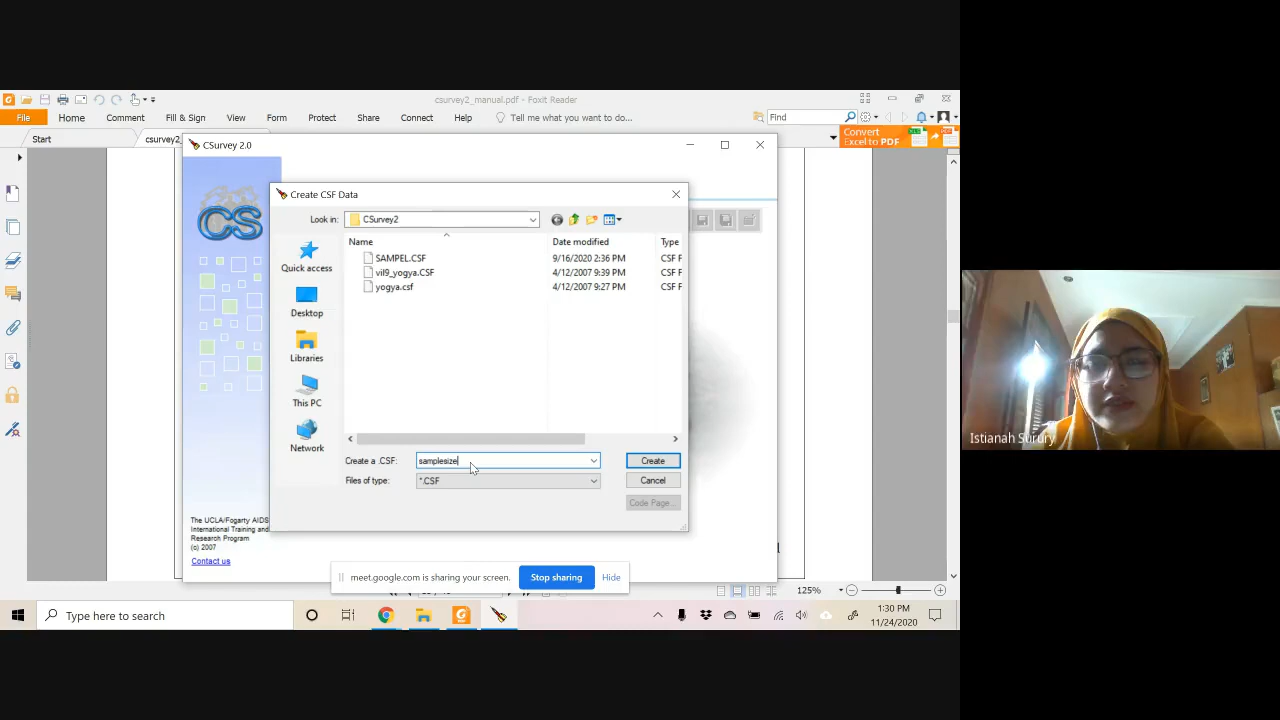 csurvey2_manual.pdf - Foxit Reader
File
Home
Comment
Fill & Sign
View
Form
Protect
Share
Connect
Help
Tell me what you want to do...
Find
Start
csurvey2_
Convert
Excel to PDF
CSurvey 2.0
CS
Create CSF Data
Look in:
CSurvey2
Name
Date modified
Type
SAMPEL.CSF
9/16/2020 2:36 PM
CSF F
vil9_yogya.CSF
4/12/2007 9:39 PM
CSF F
yogya.csf
4/12/2007 9:27 PM
CSF F
Quick access
Desktop
Libraries
This PC
Network
Create a .CSF:
samplesize
Create
Files of type:
*.CSF
Cancel
Code Page...
The UCLA/Fogarty AIDS
International Training and
Research Program
(c) 2007
Contact us
meet.google.com is sharing your screen.
Stop sharing
Hide
125%
Type here to search
1:30 PM
11/24/2020
Istianah Surury